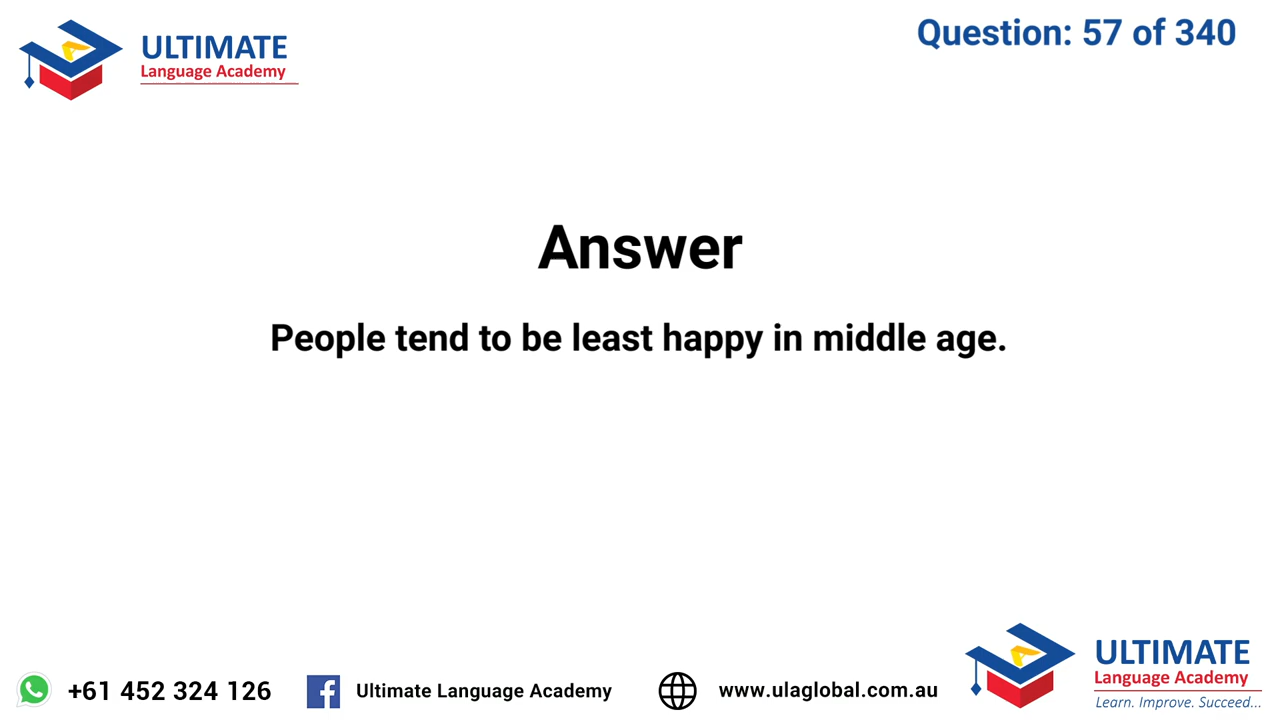 ULTIMATE
Language Academy
Question: 57 of 340
Answer
People tend to be least happy in middle age.
+61 452 324 126
Ultimate Language Academy
www.ulaglobal.com.au
ULTIMATE
Language Academy
Learn. Improve. Succeed...